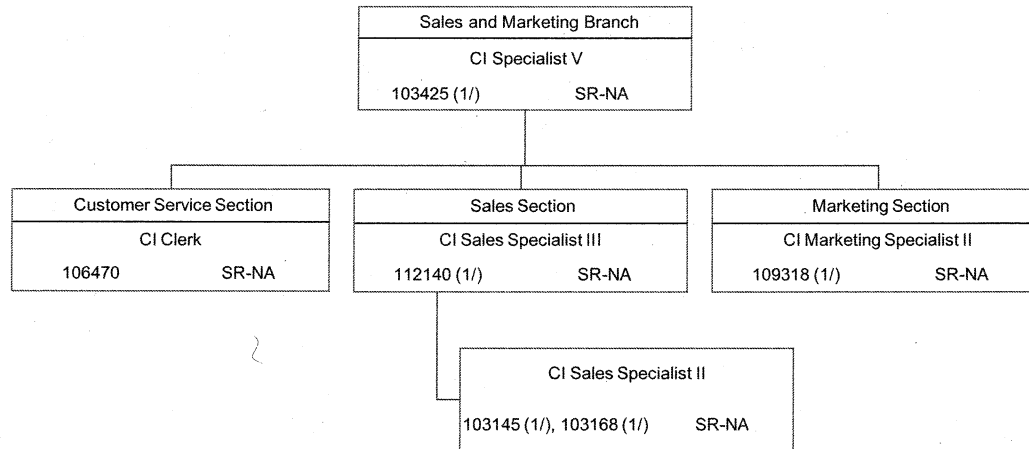 Sales and Marketing Branch
CI Specialist V
103425 (1/) SR-NA
Customer Service Section
CI Clerk
106470 SR-NA
Sales Section
CI Sales Specialist III
112140 (1/) SR-NA
Marketing Section
CI Marketing Specialist II
109318 (1/) SR-NA
CI Sales Specialist II
103145 (1/), 103168 (1/) SR-NA